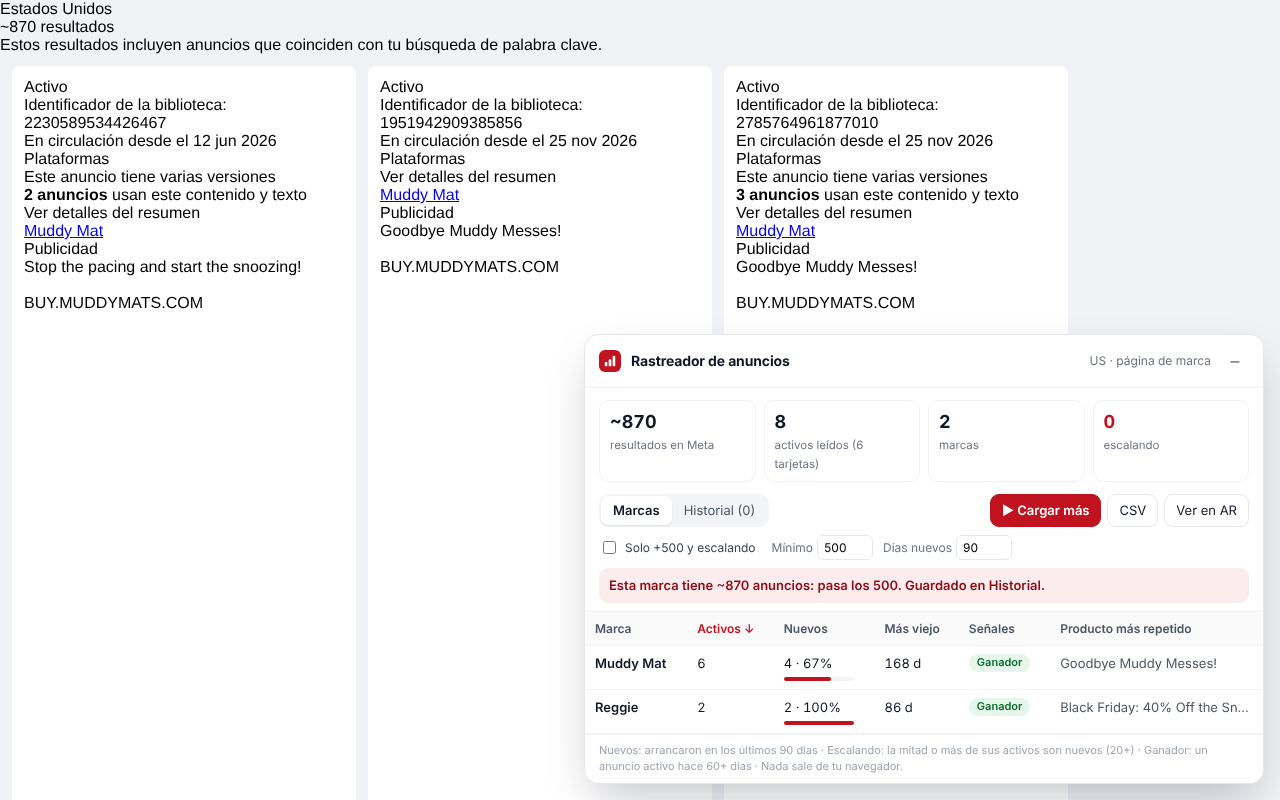 Estados Unidos
~870 resultados
Estos resultados incluyen anuncios que coinciden con tu búsqueda de palabra clave.
Activo
Identificador de la biblioteca:
2230589534426467
En circulación desde el 12 jun 2026
Plataformas
Este anuncio tiene varias versiones
2 anuncios usan este contenido y texto
Ver detalles del resumen
Muddy Mat
Publicidad
Stop the pacing and start the snoozing!
BUY.MUDDYMATS.COM
Activo
Identificador de la biblioteca:
1951942909385856
En circulación desde el 25 nov 2026
Plataformas
Ver detalles del resumen
Muddy Mat
Publicidad
Goodbye Muddy Messes!
BUY.MUDDYMATS.COM
Activo
Identificador de la biblioteca:
2785764961877010
En circulación desde el 25 nov 2026
Plataformas
Este anuncio tiene varias versiones
3 anuncios usan este contenido y texto
Ver detalles del resumen
Muddy Mat
Publicidad
Goodbye Muddy Messes!
BUY.MUDDYMATS.COM
Rastreador de anuncios
US · página de marca –
~870
resultados en Meta
8
activos leídos (6
tarjetas)
2
marcas
0
escalando
Marcas Historial (0) ▶ Cargar más CSV Ver en AR
Solo +500 y escalando Mínimo 500 Días nuevos 90
Esta marca tiene ~870 anuncios: pasa los 500. Guardado en Historial.
Marca Activos ↓ Nuevos Más viejo Señales Producto más repetido
Muddy Mat 6 4 · 67% 168 d Ganador Goodbye Muddy Messes!
Reggie 2 2 · 100% 86 d Ganador Black Friday: 40% Off the Sn...
Nuevos: arrancaron en los últimos 90 días · Escalando: la mitad o más de sus activos son nuevos (20+) · Ganador: un
anuncio activo hace 60+ días · Nada sale de tu navegador.